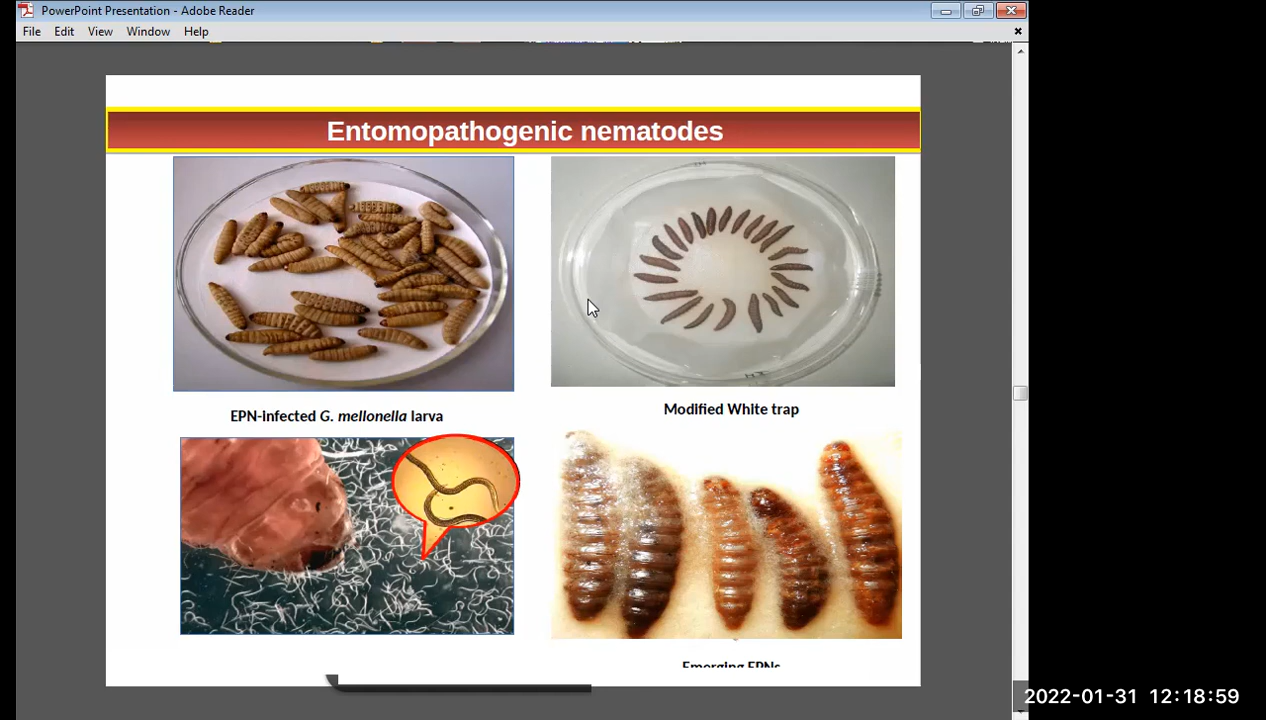 PowerPoint Presentation - Adobe Reader
File Edit View Window Help
Entomopathogenic nematodes
EPN-infected G. mellonella larva
Modified White trap
Emerging EPNs
2022-01-31 12:18:59